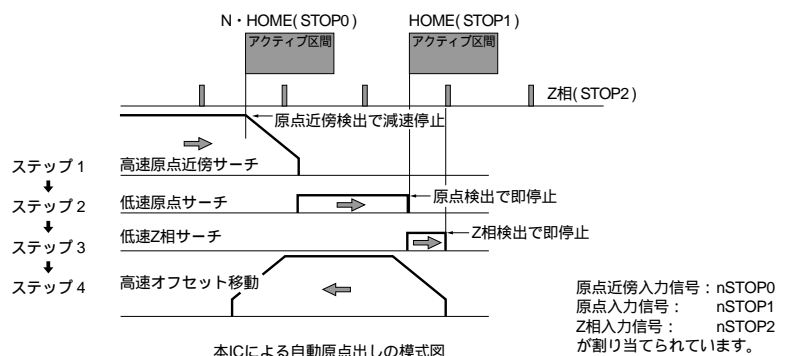 N・HOME( STOP0 )
HOME( STOP1 )
アクティブ区間
アクティブ区間
Z相( STOP2 )
原点近傍検出で減速停止
ステップ 1
高速原点近傍サーチ
原点検出で即停止
ステップ 2
低速原点サーチ
Z相検出で即停止
ステップ 3
低速Z相サーチ
ステップ 4
高速オフセット移動
原点近傍入力信号：nSTOP0
原点入力信号： nSTOP1
Z相入力信号： nSTOP2
が割り当てられています。
本ICによる自動原点出しの模式図